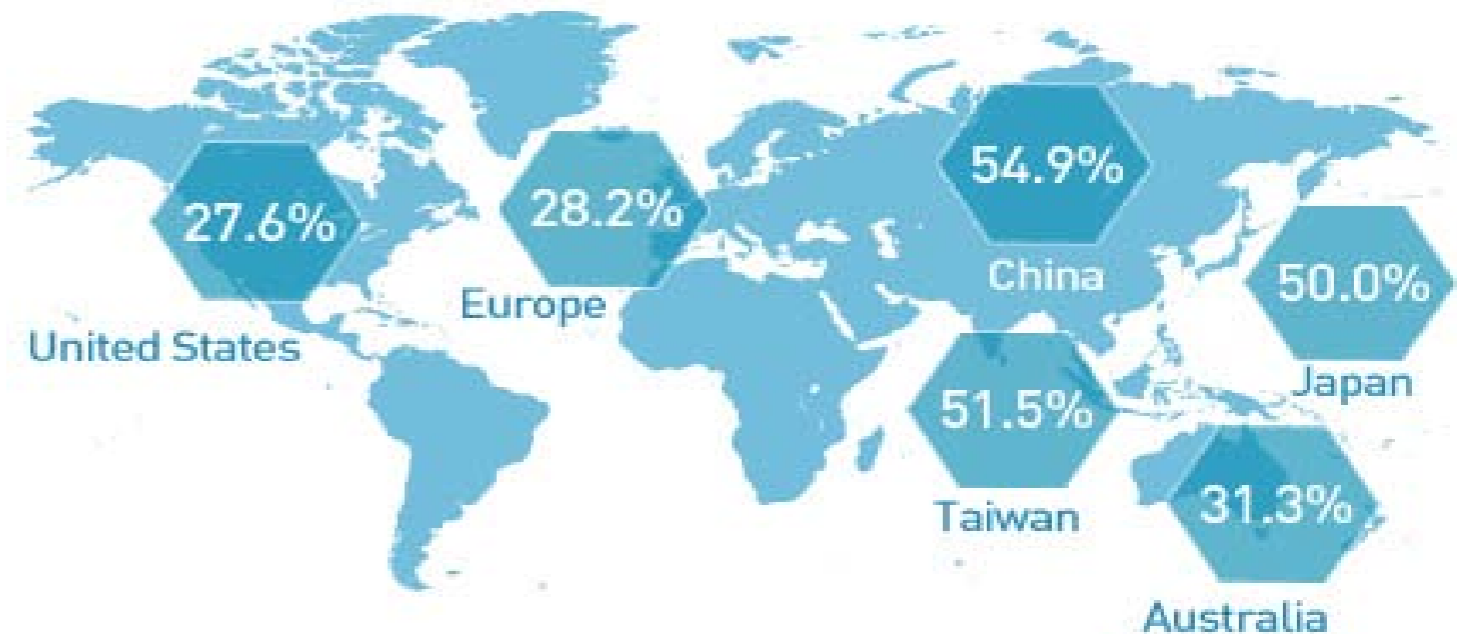 54.9%
China
27.6%
United States
28.2%
Europe
50.0%
Japan
51.5%
Taiwan
31.3%
Australia